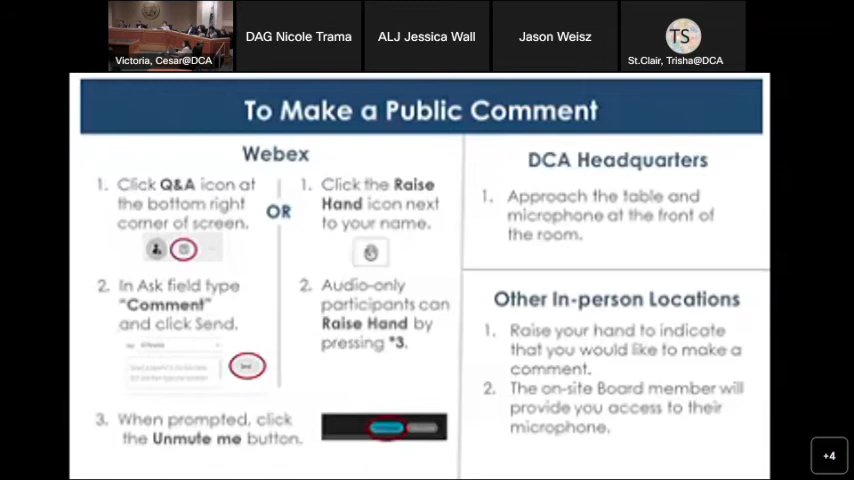 Victoria, Cesar@DCA
DAG Nicole Trama
ALJ Jessica Wall
Jason Weisz
TS
St.Clair, Trisha@DCA
To Make a Public Comment
Webex
1. Click Q&A icon at
the bottom right
corner of screen.
OR
1. Click the Raise
Hand icon next
to your name.
2. In Ask field type
"Comment"
and click Send.
2. Audio-only
participants can
Raise Hand by
pressing *3.
Send
3. When prompted, click
the Unmute me button.
DCA Headquarters
1. Approach the table and
microphone at the front of
the room.
Other In-person Locations
1. Raise your hand to indicate
that you would like to make a
comment.
2. The on-site Board member will
provide you access to their
microphone.
+4